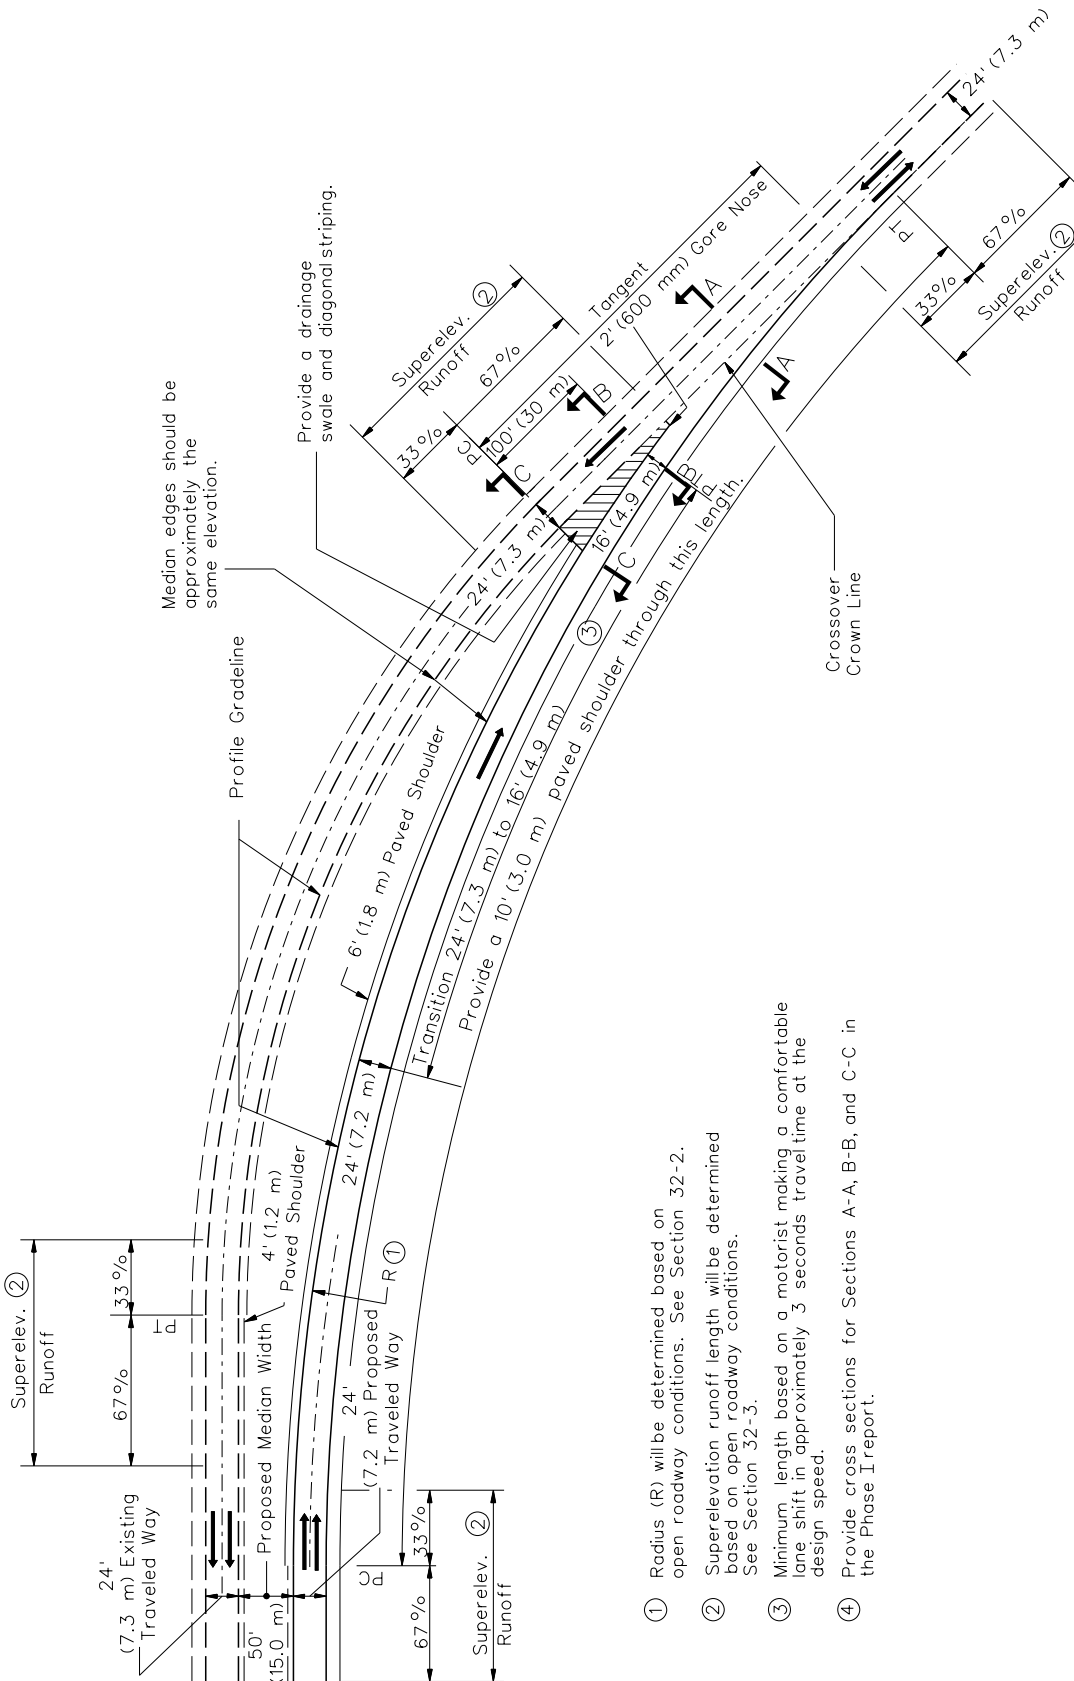 Superelev. ②
Runoff
67%
33%
PT
24'
(7.3 m) Existing
Traveled Way
50'
(15.0 m)
Proposed Median Width
4' (1.2 m)
Paved Shoulder
R ①
24'
(7.2 m) Proposed
Traveled Way
PC
67%
33%
Superelev. ②
Runoff
24' (7.2 m)
Profile Gradeline
6' (1.8 m) Paved Shoulder
Transition 24' (7.3 m) to 16' (4.9 m)
③
Provide a 10' (3.0 m) paved shoulder through this length.
Median edges should be
approximately the
same elevation.
Provide a drainage
swale and diagonal striping.
24' (7.3 m)
16' (4.9 m)
Superelev. ②
Runoff
33%
67%
PC
100' (30 m)
Tangent
2' (600 mm) Gore Nose
C
B
A
C
B
A
P
Crossover
Crown Line
PT
33%
67%
Superelev. ②
Runoff
24' (7.3 m)
① Radius (R) will be determined based on
open roadway conditions. See Section 32-2.
② Superelevation runoff length will be determined
based on open roadway conditions.
See Section 32-3.
③ Minimum length based on a motorist making a comfortable
lane shift in approximately 3 seconds travel time at the
design speed.
④ Provide cross sections for Sections A-A, B-B, and C-C in
the Phase I report.